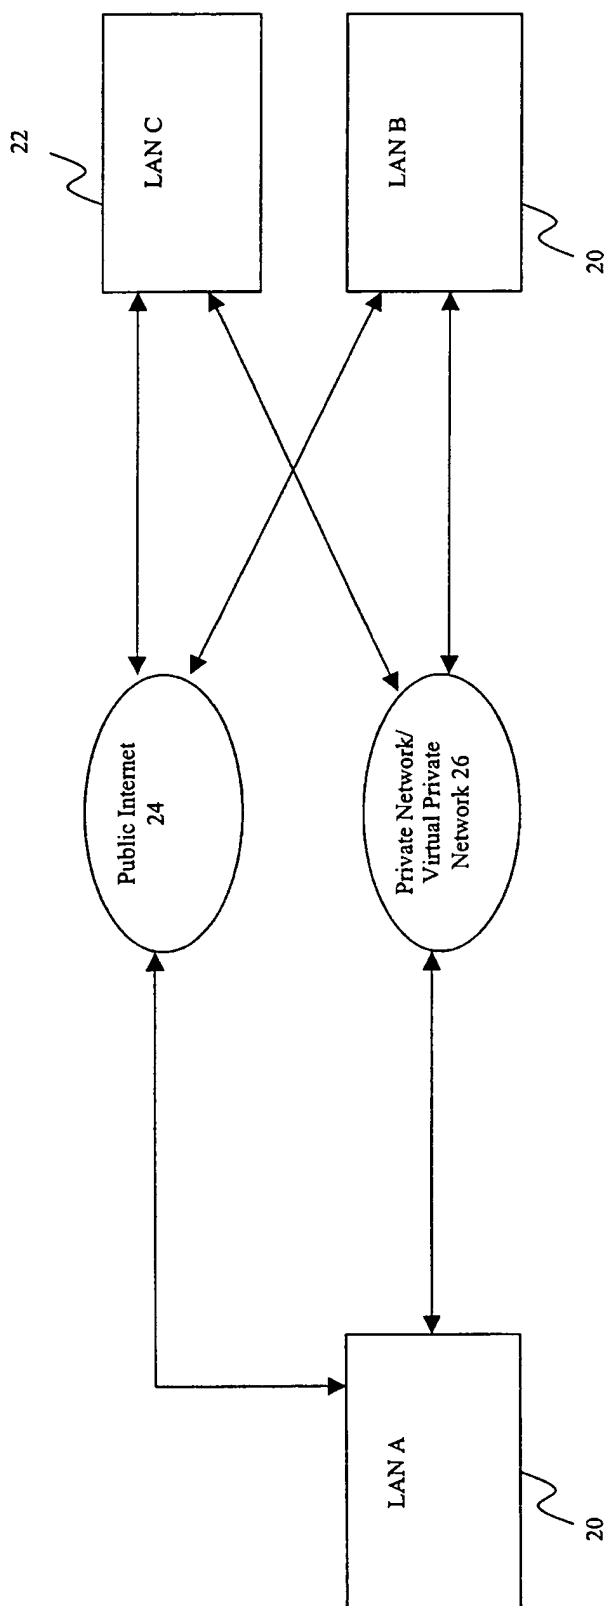 22
LAN C
LAN B
20
Public Internet
24
Private Network/
Virtual Private
Network 26
LAN A
20